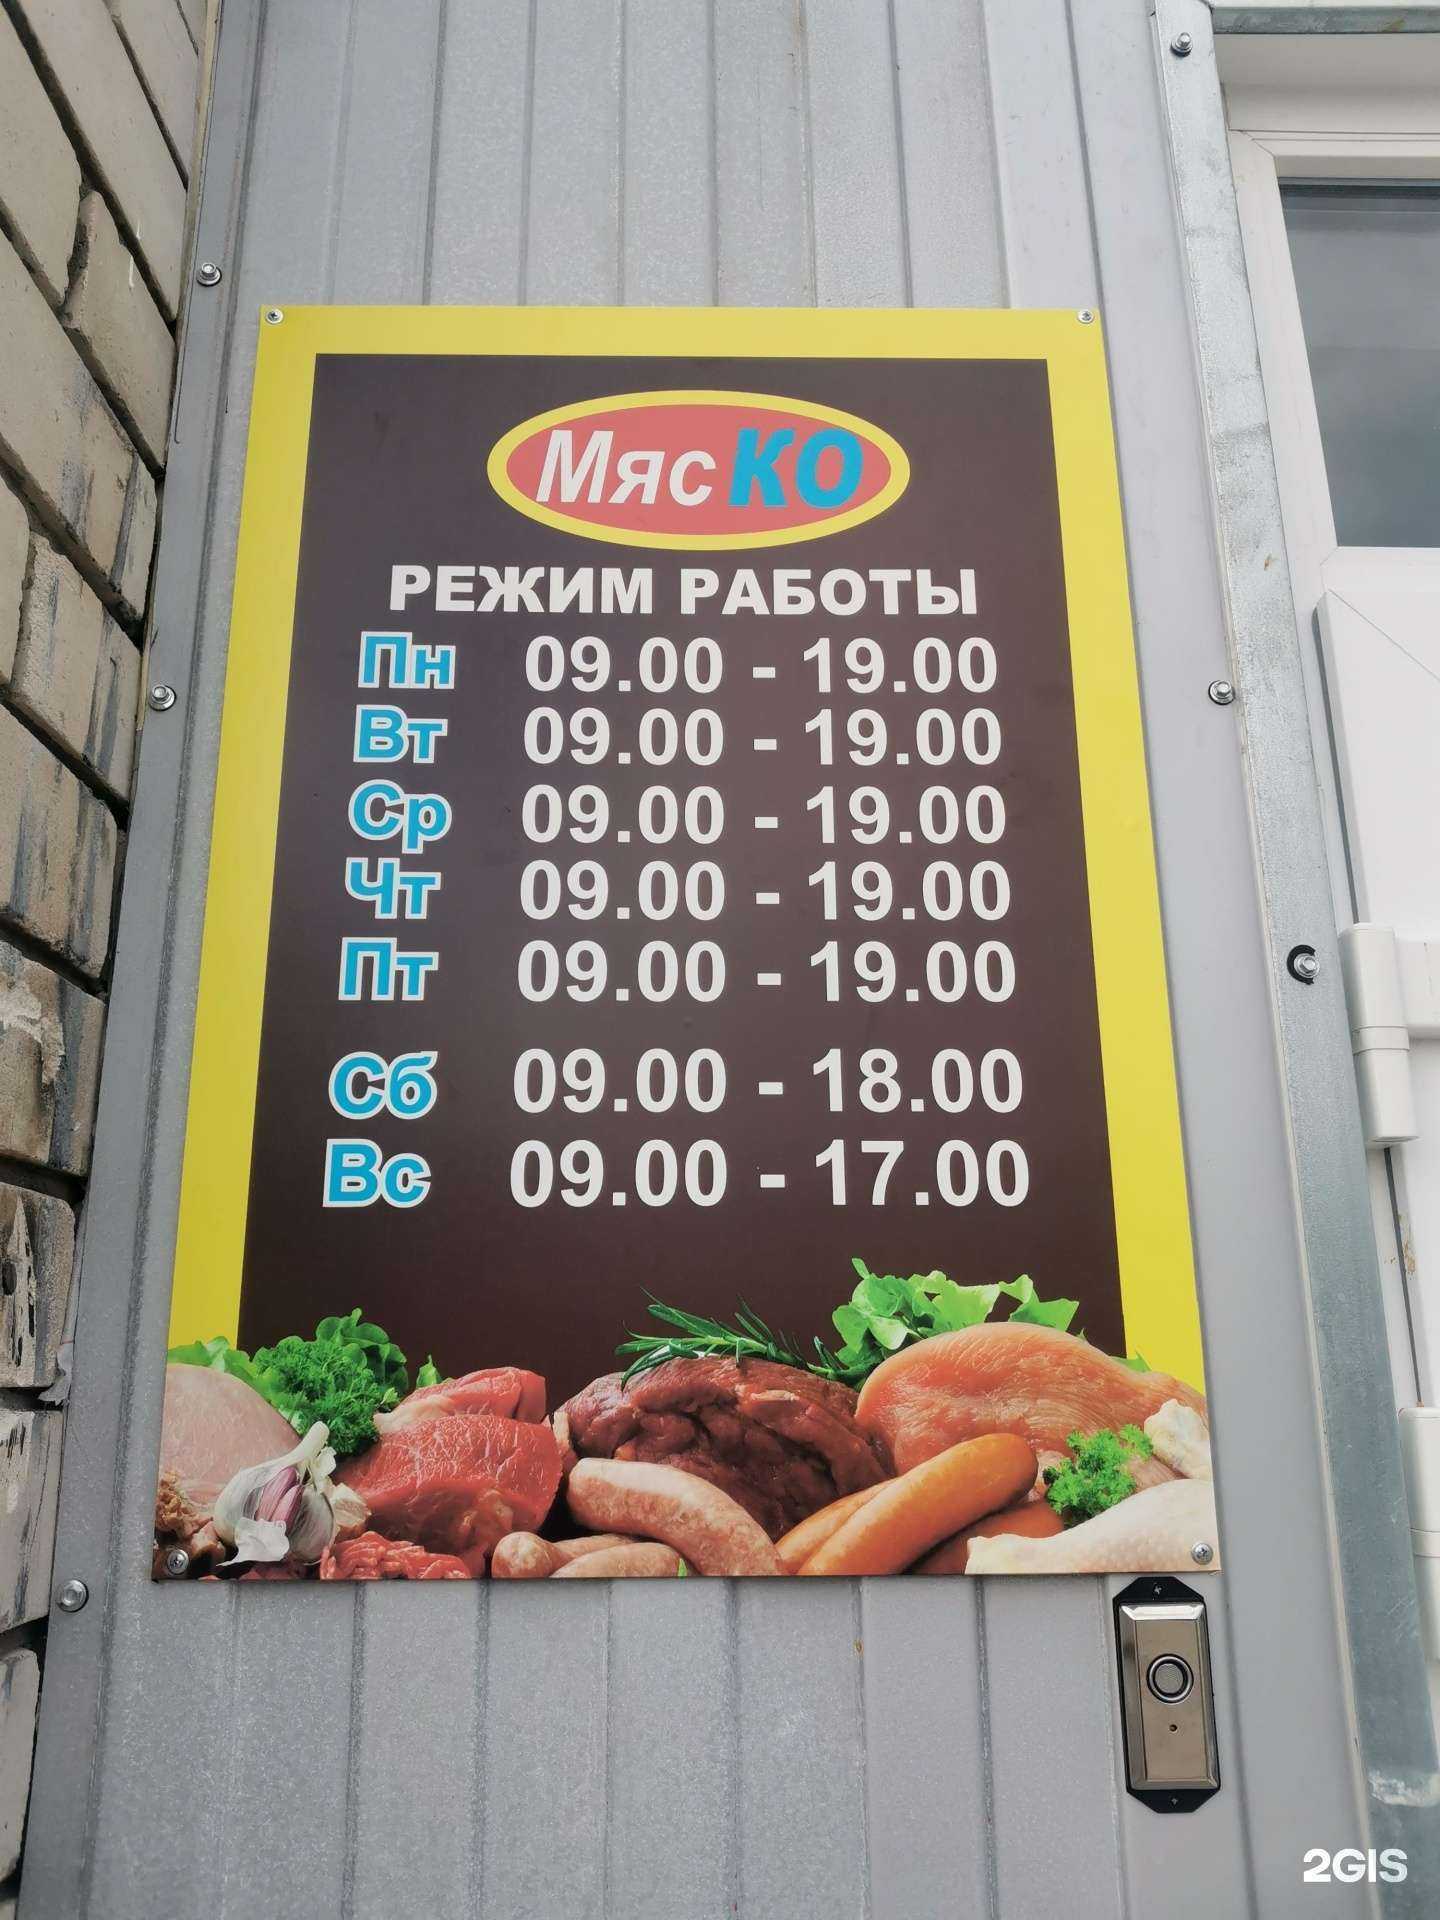 МясКО
РЕЖИМ РАБОТЫ
Пн 09.00 - 19.00
Вт 09.00 - 19.00
Ср 09.00 - 19.00
Чт 09.00 - 19.00
Пт 09.00 - 19.00
Сб 09.00 - 18.00
Вс 09.00 - 17.00
2GIS